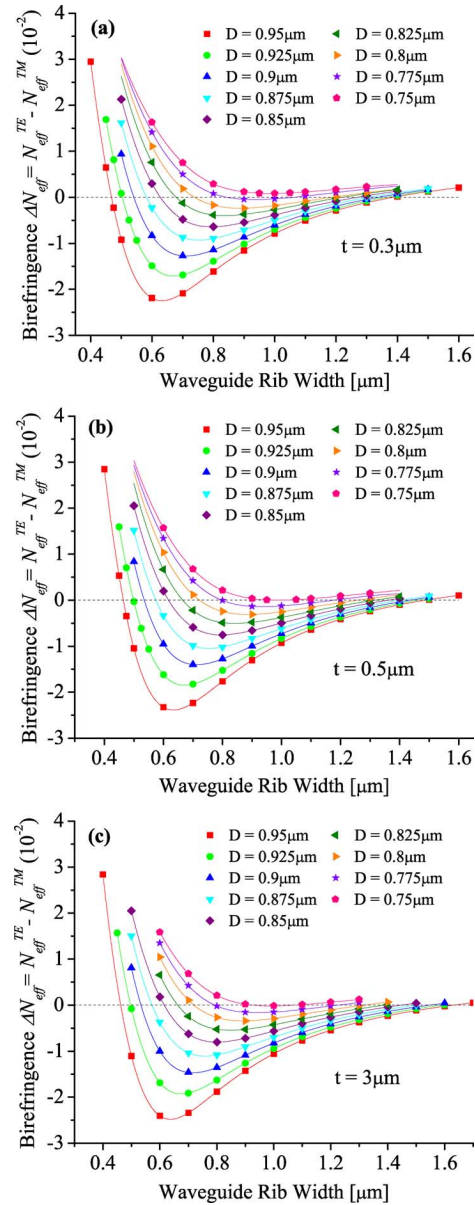 (a)
D = 0.95μm
D = 0.925μm
D = 0.9μm
D = 0.875μm
D = 0.85μm
D = 0.825μm
D = 0.8μm
D = 0.775μm
D = 0.75μm
t = 0.3μm
4
3
2
1
0
-1
-2
-3
0.4 0.6 0.8 1.0 1.2 1.4 1.6
Birefringence ΔN_eff = N_eff^TE - N_eff^TM (10^-2)
Waveguide Rib Width [μm]
(b)
D = 0.95μm
D = 0.925μm
D = 0.9μm
D = 0.875μm
D = 0.85μm
D = 0.825μm
D = 0.8μm
D = 0.775μm
D = 0.75μm
t = 0.5μm
4
3
2
1
0
-1
-2
-3
0.4 0.6 0.8 1.0 1.2 1.4 1.6
Birefringence ΔN_eff = N_eff^TE - N_eff^TM (10^-2)
Waveguide Rib Width [μm]
(c)
D = 0.95μm
D = 0.925μm
D = 0.9μm
D = 0.875μm
D = 0.85μm
D = 0.825μm
D = 0.8μm
D = 0.775μm
D = 0.75μm
t = 3μm
4
3
2
1
0
-1
-2
-3
0.4 0.6 0.8 1.0 1.2 1.4 1.6
Birefringence ΔN_eff = N_eff^TE - N_eff^TM (10^-2)
Waveguide Rib Width [μm]